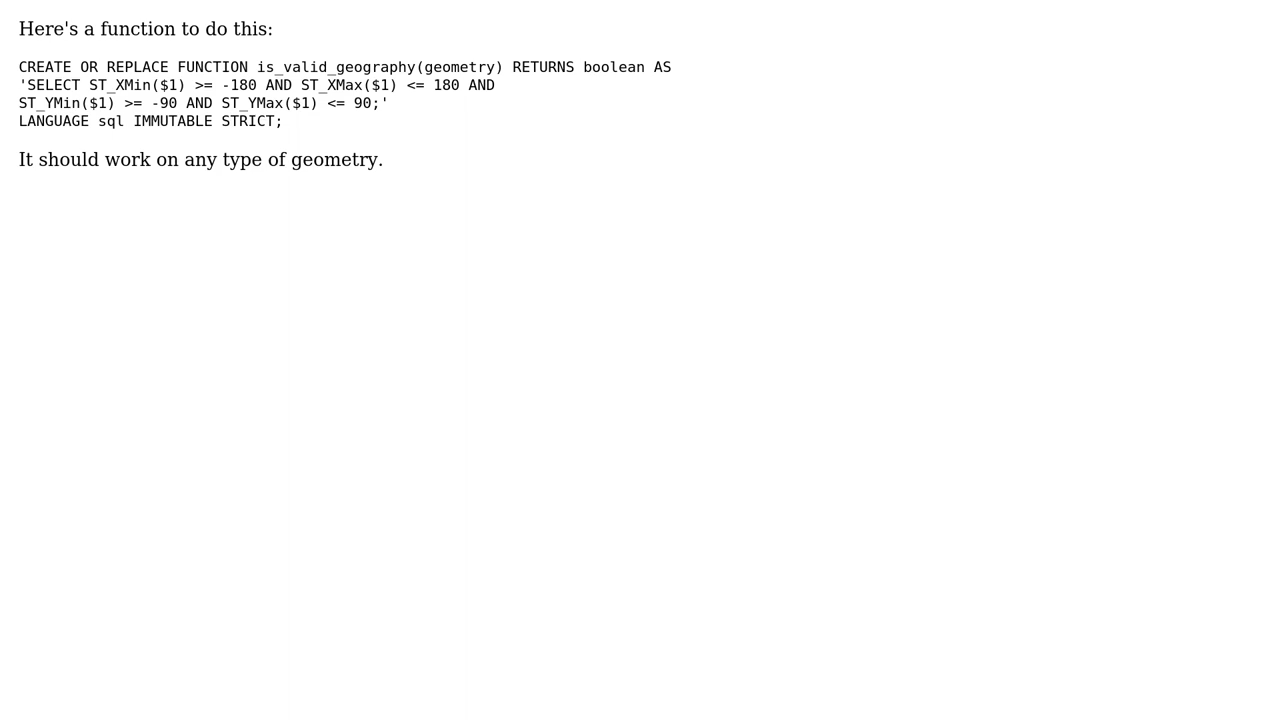 Here's a function to do this:
CREATE OR REPLACE FUNCTION is_valid_geography(geometry) RETURNS boolean AS
'SELECT ST_XMin($1) >= -180 AND ST_XMax($1) <= 180 AND
ST_YMin($1) >= -90 AND ST_YMax($1) <= 90;'
LANGUAGE sql IMMUTABLE STRICT;
It should work on any type of geometry.